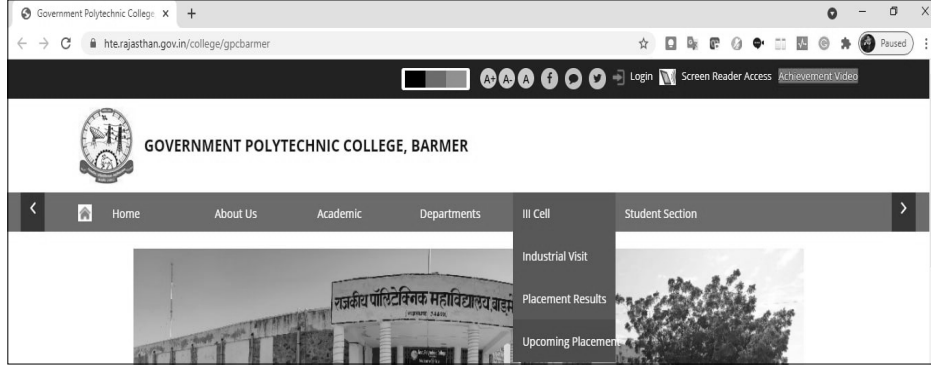 Government Polytechnic College
hte.rajasthan.gov.in/college/gpcbarmer
Paused
A+ A- A Login Screen Reader Access Achievement Video
GOVERNMENT POLYTECHNIC COLLEGE, BARMER
Home About Us Academic Departments III Cell Student Section
Industrial Visit
Placement Results
Upcoming Placement
राजकीय पॉलिटेक्निक महाविद्यालय, बाड़मे